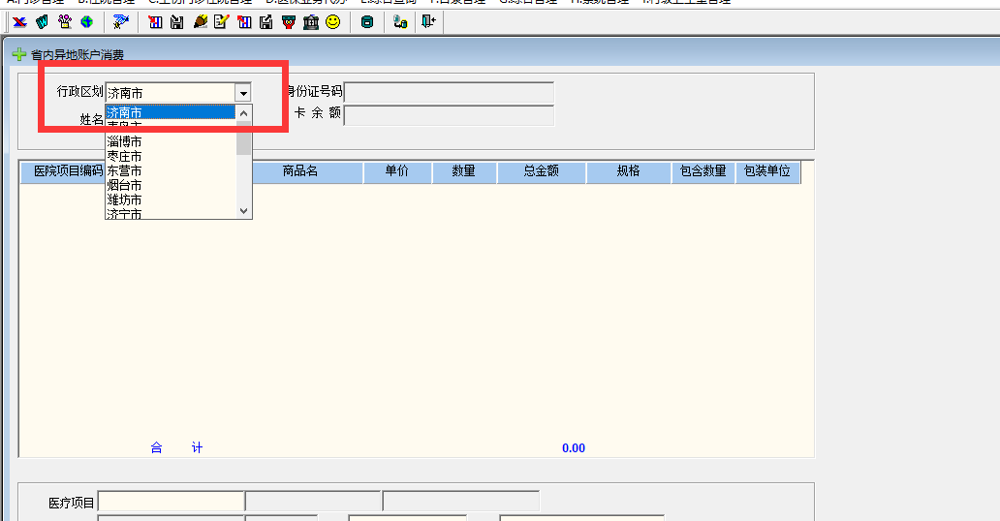 省内异地账户消费
行政区划 济南市 身份证号码
姓名 济南市 卡 余 额
青岛市
淄博市
枣庄市
东营市
烟台市
潍坊市
济宁市
医院项目编码 商品名 单价 数量 总金额 规格 包含数量 包装单位
合 计 0.00
医疗项目